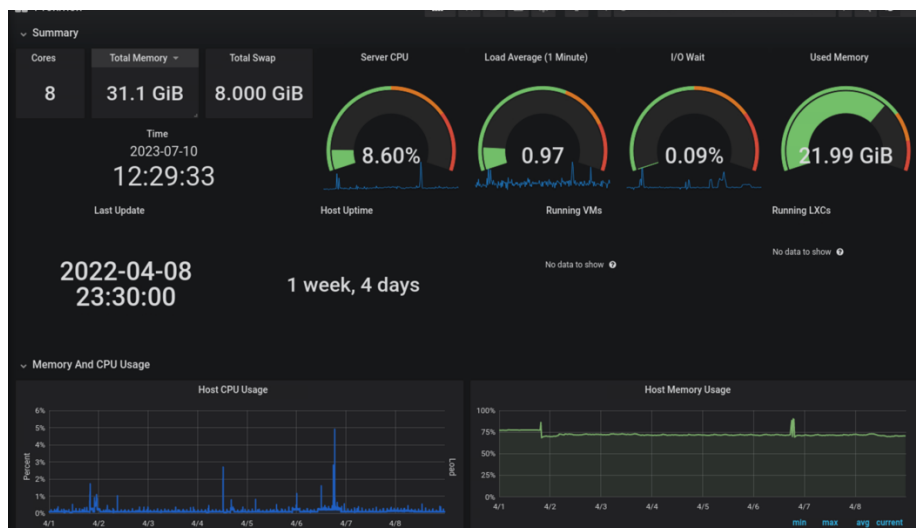 Summary
Cores
Total Memory
Total Swap
Server CPU
Load Average (1 Minute)
I/O Wait
Used Memory
8
31.1 GiB
8.000 GiB
8.60%
0.97
0.09%
21.99 GiB
Time
2023-07-10
12:29:33
Last Update
Host Uptime
Running VMs
Running LXCs
2022-04-08
23:30:00
1 week, 4 days
No data to show
No data to show
Memory And CPU Usage
Host CPU Usage
6%
5%
4%
3%
2%
1%
0%
Percent
Load
4/1 4/2 4/3 4/4 4/5 4/6 4/7 4/8
Host Memory Usage
100%
75%
50%
25%
0%
4/1 4/2 4/3 4/4 4/5 4/6 4/7 4/8
min max avg current